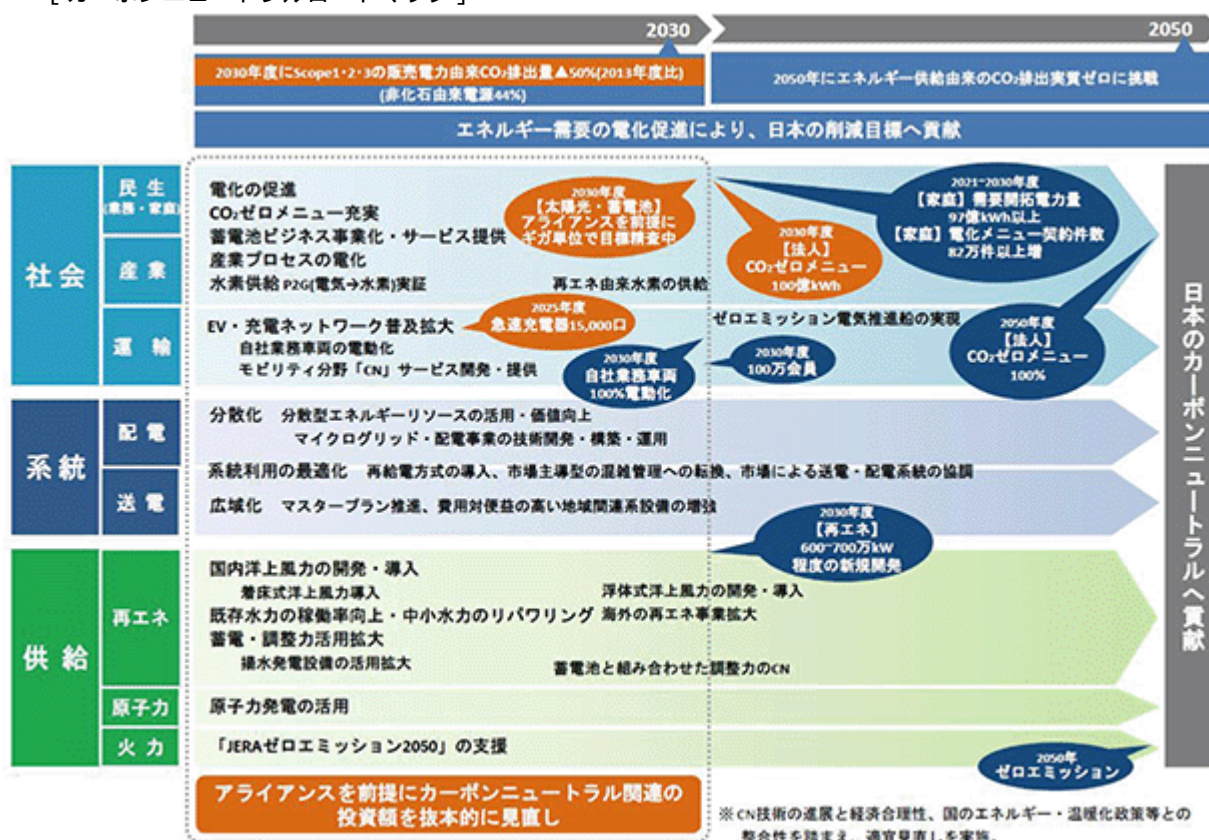 2030
2050
2030年度にScope1・2・3の販売電力由来CO₂排出量▲50%(2013年度比)
(非化石由来電源44%)
2050年にエネルギー供給由来のCO₂排出実質ゼロに挑戦
エネルギー需要の電化促進により、日本の削減目標へ貢献
社会
民生
(業務・家庭)
産業
運輸
電化の促進
CO₂ゼロメニュー充実
蓄電池ビジネス事業化・サービス提供
産業プロセスの電化
水素供給 P2G(電気→水素)実証
再エネ由来水素の供給
2030年度
【太陽光・蓄電池】
アライアンスを前提に
ギガ単位で目標精査中
2030年度
【法人】
CO₂ゼロメニュー
100億kWh
2021~2030年度
【家庭】需要開拓電力量
97億kWh以上
【家庭】電化メニュー契約件数
82万件以上増
EV・充電ネットワーク普及拡大
自社業務車両の電動化
モビリティ分野「CN」サービス開発・提供
2025年度
急速充電器15,000口
ゼロエミッション電気推進船の実現
2030年度
自社業務車両
100%電動化
2030年度
100万会員
2050年度
【法人】
CO₂ゼロメニュー
100%
系統
配電
送電
分散化 分散型エネルギーリソースの活用・価値向上
マイクログリッド・配電事業の技術開発・構築・運用
系統利用の最適化 再給電方式の導入、市場主導型の混雑管理への転換、市場による送電・配電系統の協調
広域化 マスタープラン推進、費用対便益の高い地域間連系設備の増強
2030年度
【再エネ】
600~700万kW
程度の新規開発
供給
再エネ
原子力
火力
国内洋上風力の開発・導入
着床式洋上風力導入
浮体式洋上風力の開発・導入
既存水力の稼働率向上・中小水力のリパワリング
海外の再エネ事業拡大
蓄電・調整力活用拡大
揚水発電設備の活用拡大
蓄電池と組み合わせた調整力のCN
原子力発電の活用
「JERAゼロエミッション2050」の支援
2050年
ゼロエミッション
日本のカーボンニュートラルへ貢献
アライアンスを前提にカーボンニュートラル関連の
投資額を抜本的に見直し
※CN技術の進展と経済合理性、国のエネルギー・温暖化政策等との
整合性を踏まえ、適宜見直しを実施。